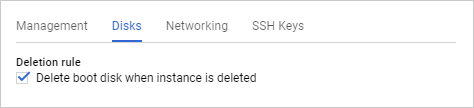 Management Disks Networking SSH Keys
Deletion rule
Delete boot disk when instance is deleted